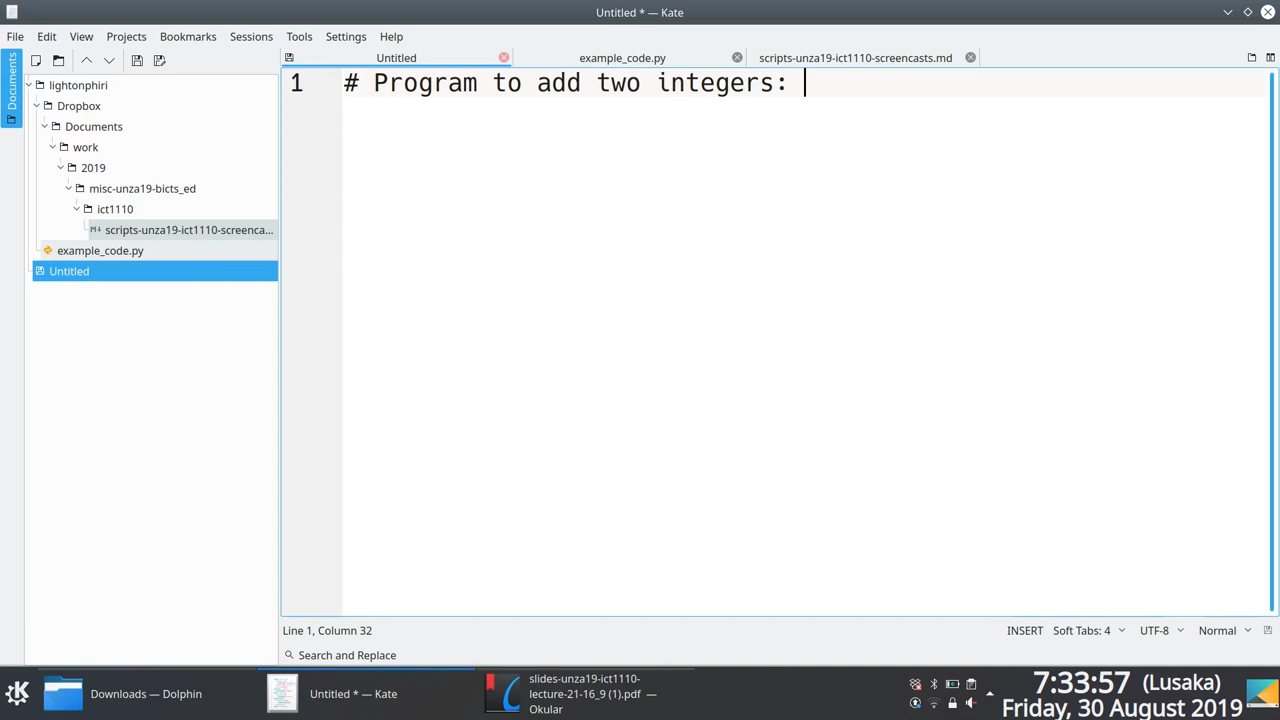 Untitled * — Kate
File Edit View Projects Bookmarks Sessions Tools Settings Help
Documents
Untitled
example_code.py
scripts-unza19-ict1110-screencasts.md
lightonphiri
Dropbox
Documents
work
2019
misc-unza19-bicts_ed
ict1110
scripts-unza19-ict1110-screenca...
example_code.py
Untitled
1 # Program to add two integers:
Line 1, Column 32
INSERT Soft Tabs: 4 UTF-8 Normal
Search and Replace
Downloads — Dolphin
Untitled * — Kate
slides-unza19-ict1110-
lecture-21-16_9 (1).pdf —
Okular
7:33:57 (Lusaka)
Friday, 30 August 2019